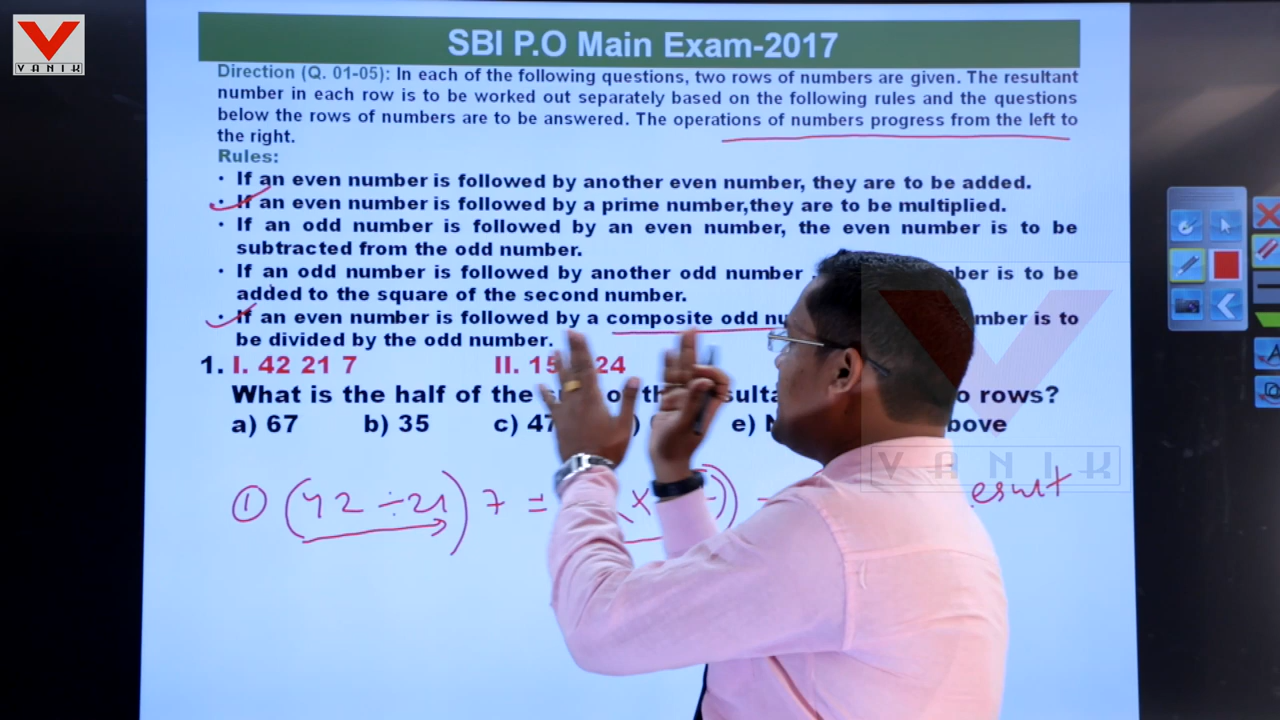 VANIK
SBI P.O Main Exam-2017
Direction (Q. 01-05): In each of the following questions, two rows of numbers are given. The resultant
number in each row is to be worked out separately based on the following rules and the questions
below the rows of numbers are to be answered. The operations of numbers progress from the left to
the right.
Rules:
· If an even number is followed by another even number, they are to be added.
· If an even number is followed by a prime number,they are to be multiplied.
· If an odd number is followed by an even number, the even number is to be
subtracted from the odd number.
· If an odd number is followed by another odd number is to be
added to the square of the second number.
· If an even number is followed by a composite odd is to
be divided by the odd number.
1. I. 42 21 7 II. 24
What is the half of the rows?
a) 67 b) 35 c) e)
VANIK
① (42 ÷ 21) 7 =